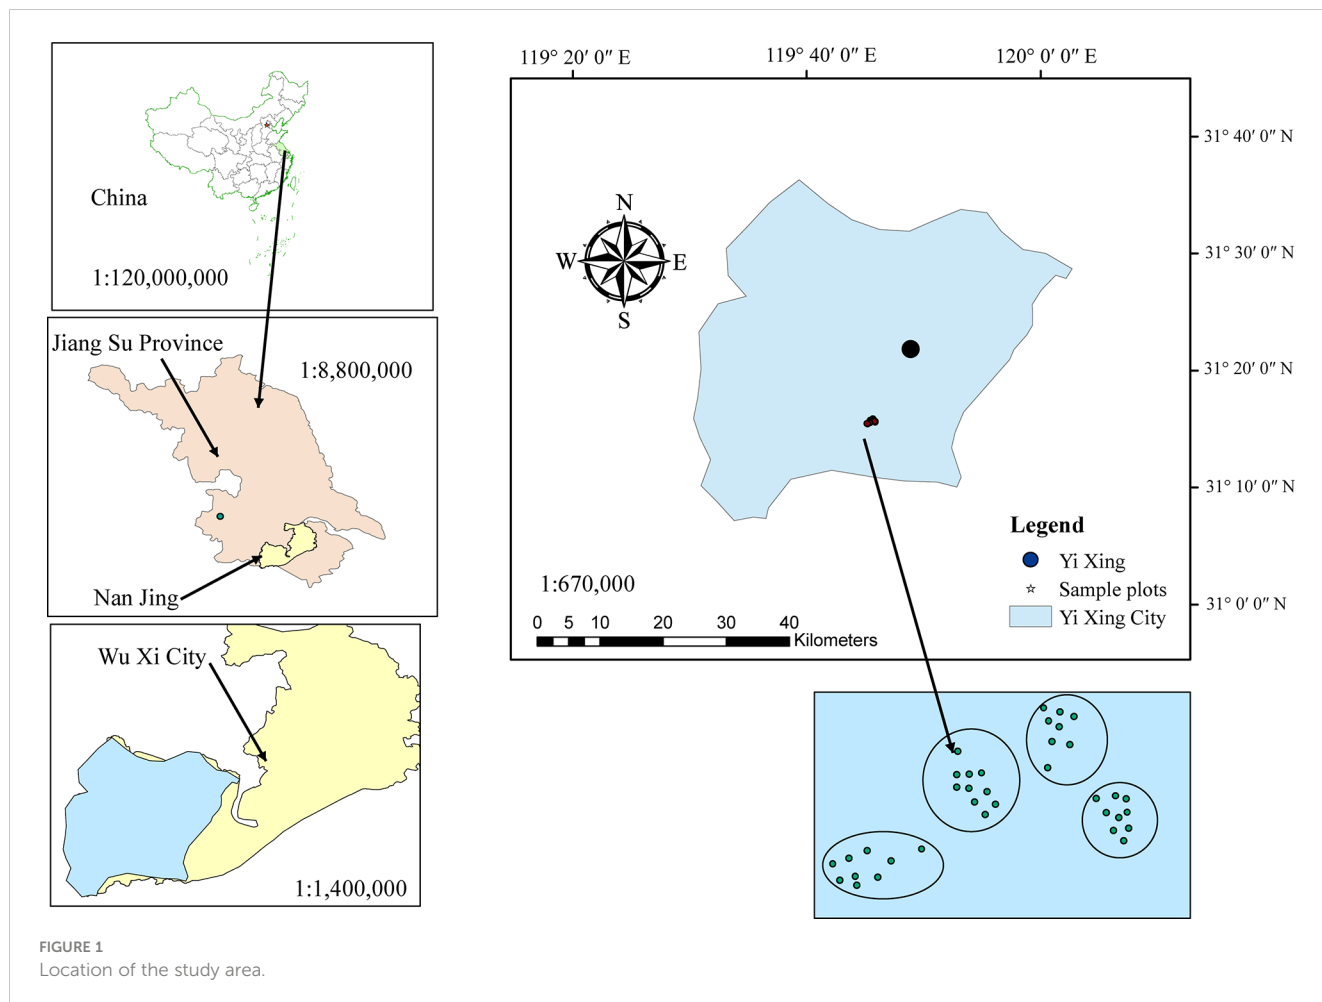 China
1:120,000,000
Jiang Su Province
1:8,800,000
Nan Jing
Wu Xi City
1:1,400,000
119° 20′ 0″ E
119° 40′ 0″ E
120° 0′ 0″ E
31° 40′ 0″ N
31° 30′ 0″ N
31° 20′ 0″ N
31° 10′ 0″ N
31° 0′ 0″ N
N
W
E
S
Legend
Yi Xing
Sample plots
Yi Xing City
1:670,000
0 5 10 20 30 40
Kilometers
FIGURE 1
Location of the study area.